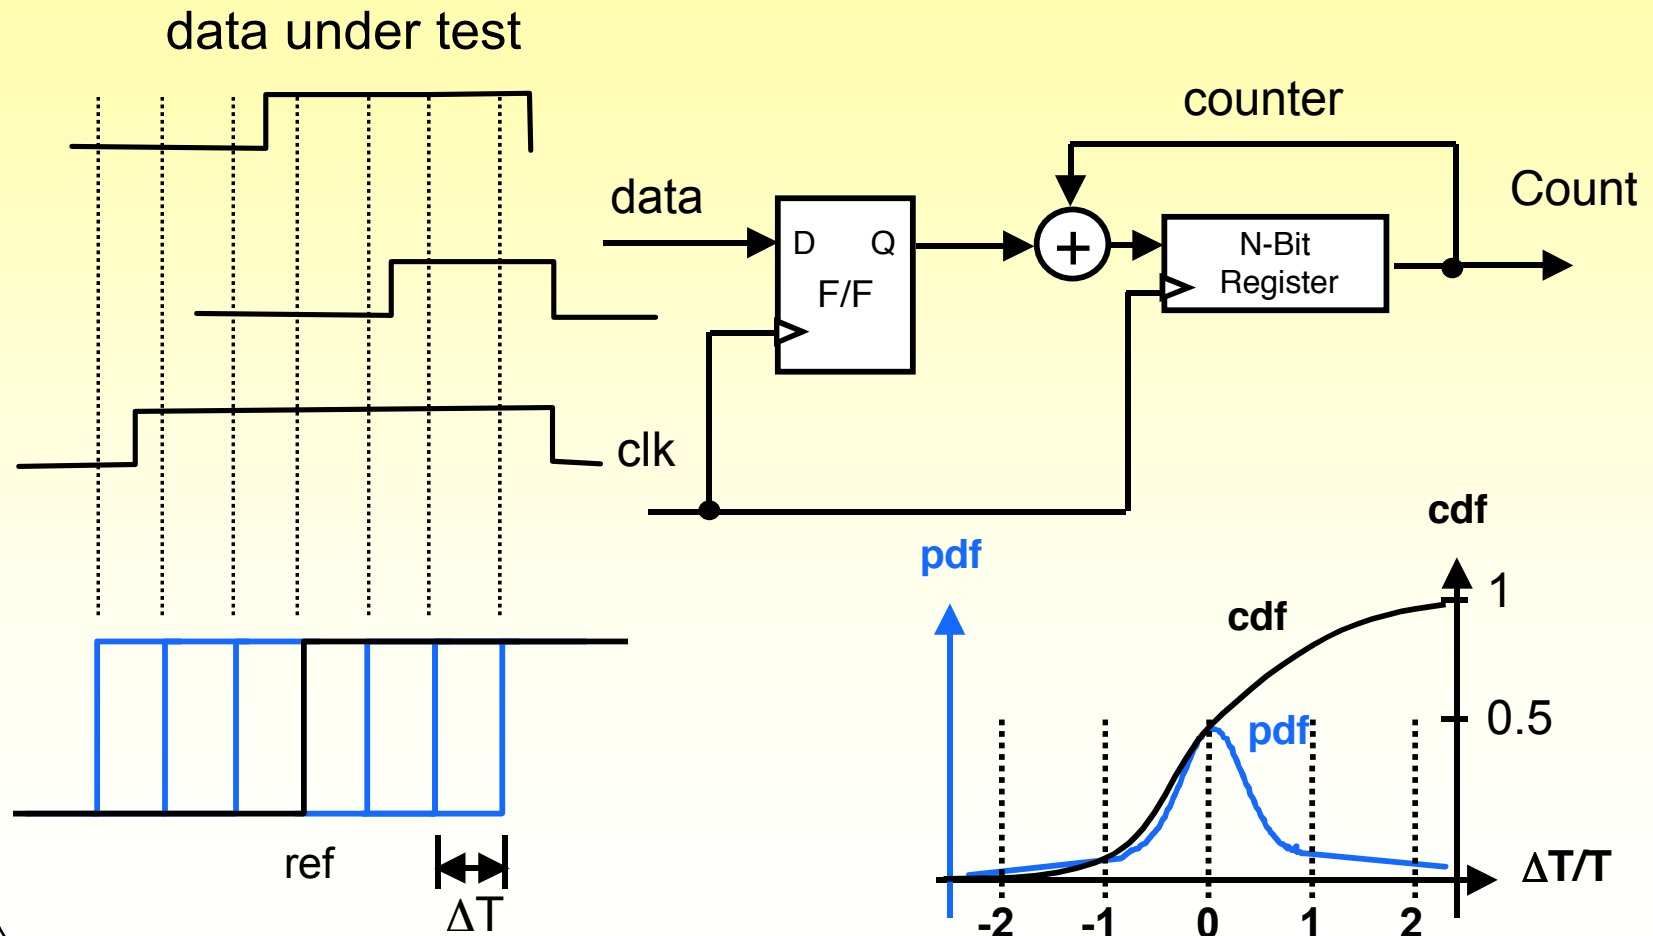 data under test
counter
data
Count
D Q
F/F
+
N-Bit
Register
clk
cdf
pdf
1
cdf
0.5
pdf
ref
ΔT
ΔT/T
-2 -1 0 1 2